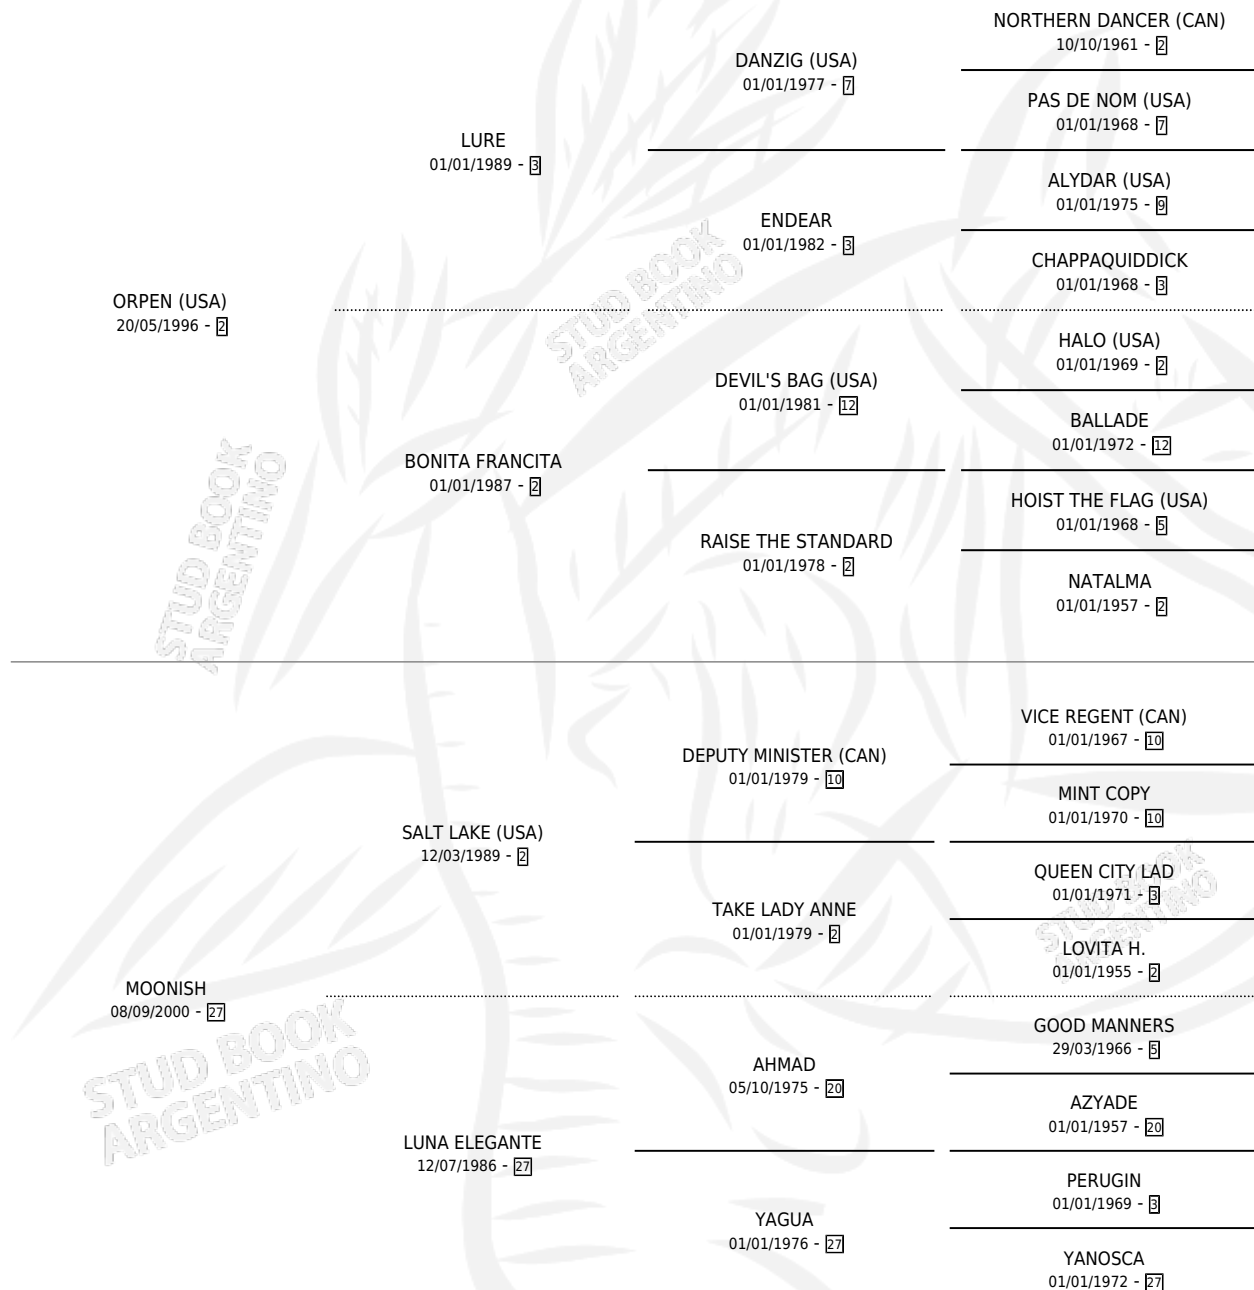 NORTHERN DANCER (CAN)
10/10/1961 - 2
DANZIG (USA)
01/01/1977 - 7
PAS DE NOM (USA)
01/01/1968 - 7
LURE
01/01/1989 - 3
ALYDAR (USA)
01/01/1975 - 9
ENDEAR
01/01/1982 - 3
CHAPPAQUIDDICK
01/01/1968 - 3
ORPEN (USA)
20/05/1996 - 2
STUD BOOK
ARGENTINO
HALO (USA)
01/01/1969 - 2
DEVIL'S BAG (USA)
01/01/1981 - 12
BALLADE
01/01/1972 - 12
BONITA FRANCITA
01/01/1987 - 2
HOIST THE FLAG (USA)
01/01/1968 - 5
RAISE THE STANDARD
01/01/1978 - 2
NATALMA
01/01/1957 - 2
STUD BOOK
ARGENTINO
VICE REGENT (CAN)
01/01/1967 - 10
DEPUTY MINISTER (CAN)
01/01/1979 - 10
MINT COPY
01/01/1970 - 10
SALT LAKE (USA)
12/03/1989 - 2
QUEEN CITY LAD
01/01/1971 - 3
TAKE LADY ANNE
01/01/1979 - 2
LOVITA H.
01/01/1955 - 2
STUD BOOK
ARGENTINO
MOONISH
08/09/2000 - 27
STUD BOOK
ARGENTINO
GOOD MANNERS
29/03/1966 - 5
AHMAD
05/10/1975 - 20
AZYADE
01/01/1957 - 20
LUNA ELEGANTE
12/07/1986 - 27
PERUGIN
01/01/1969 - 3
YAGUA
01/01/1976 - 27
YANOSCA
01/01/1972 - 27